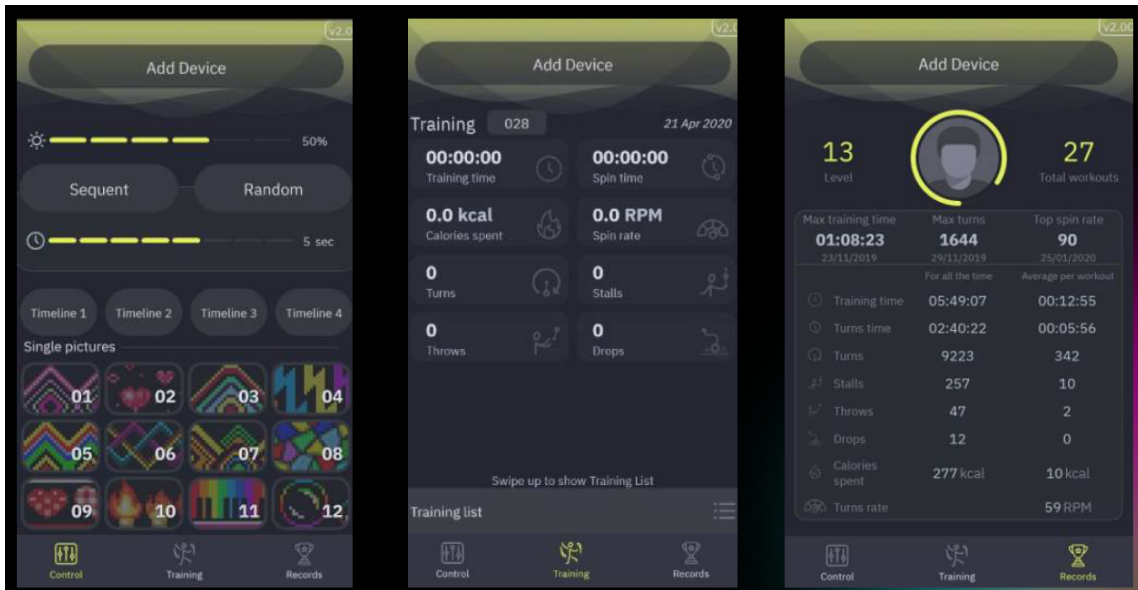 v2.0
Add Device
50%
Sequent Random
5 sec
Timeline 1 Timeline 2 Timeline 3 Timeline 4
Single pictures
01 02 03 04
05 06 07 08
09 10 11 12
Control Training Records
v2.0
Add Device
Training 028 21 Apr 2020
00:00:00 00:00:00
Training time Spin time
0.0 kcal 0.0 RPM
Calories spent Spin rate
0 0
Turns Stalls
0 0
Throws Drops
Swipe up to show Training List
Training list
Control Training Records
v2.00
Add Device
13 27
Level Total workouts
Max training time Max turns Top spin rate
01:08:23 1644 90
23/11/2019 29/11/2019 25/01/2020
For all the time Average per workout
Training time 05:49:07 00:12:55
Turns time 02:40:22 00:05:56
Turns 9223 342
Stalls 257 10
Throws 47 2
Drops 12 0
Calories spent 277 kcal 10 kcal
Turns rate 59 RPM
Control Training Records